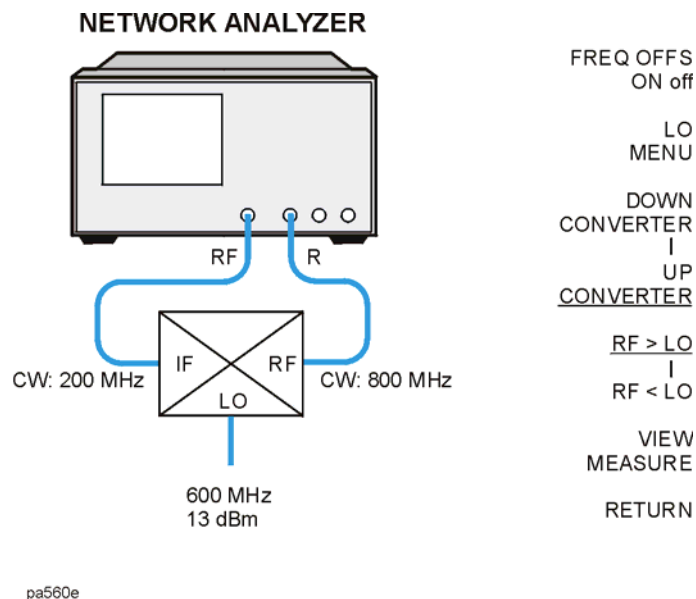 NETWORK ANALYZER
RF
R
IF
RF
LO
CW: 200 MHz
CW: 800 MHz
600 MHz
13 dBm
FREQ OFFS
ON off
LO
MENU
DOWN
CONVERTER
UP
CONVERTER
RF > LO
RF < LO
VIEW
MEASURE
RETURN
pa560e